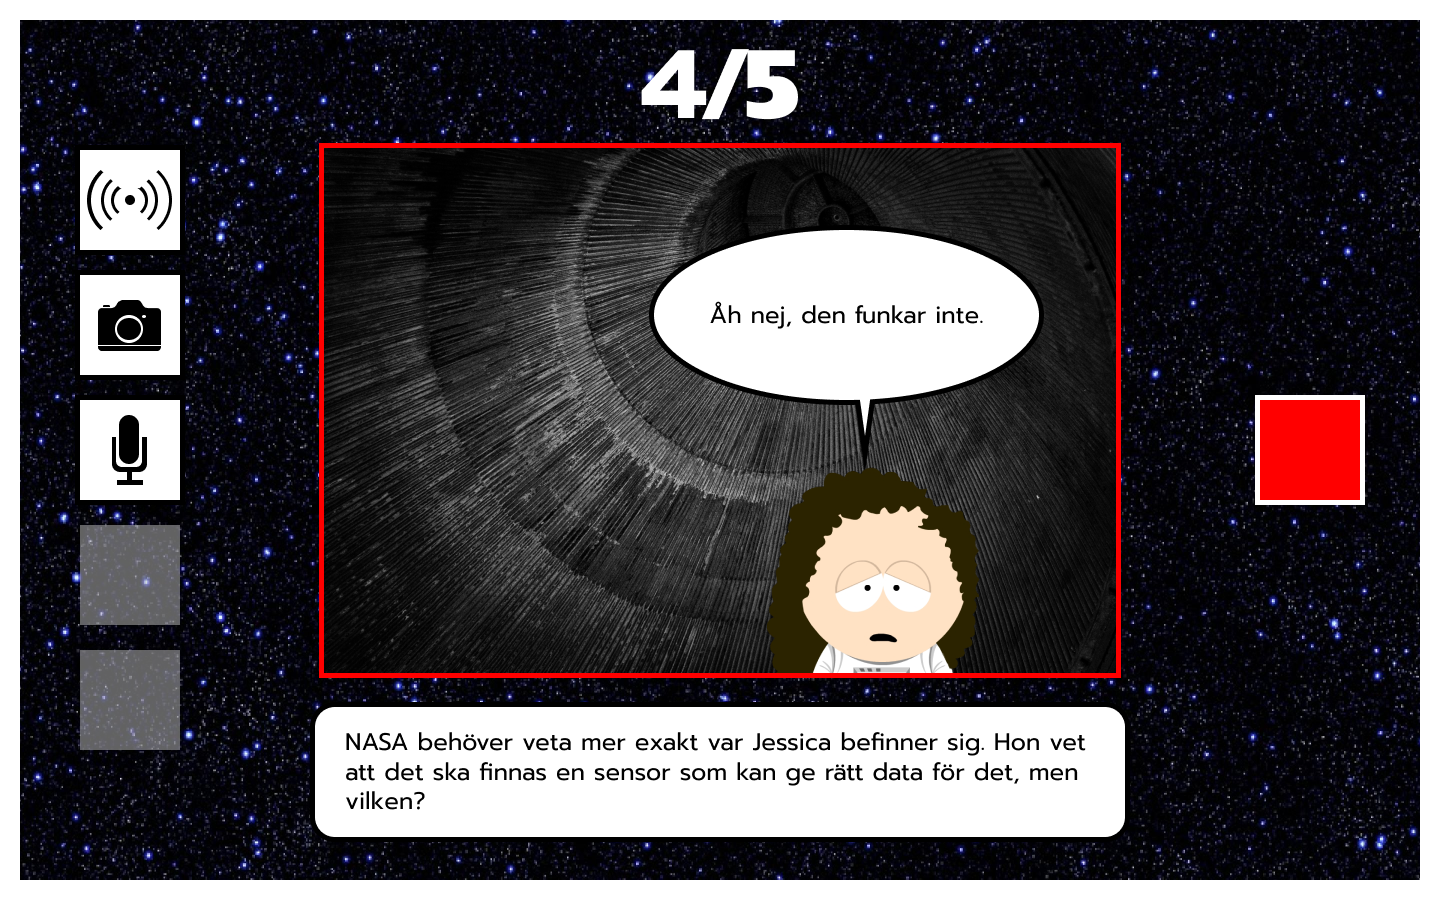 4/5
Åh nej, den funkar inte.
NASA behöver veta mer exakt var Jessica befinner sig. Hon vet
att det ska finnas en sensor som kan ge rätt data för det, men
vilken?